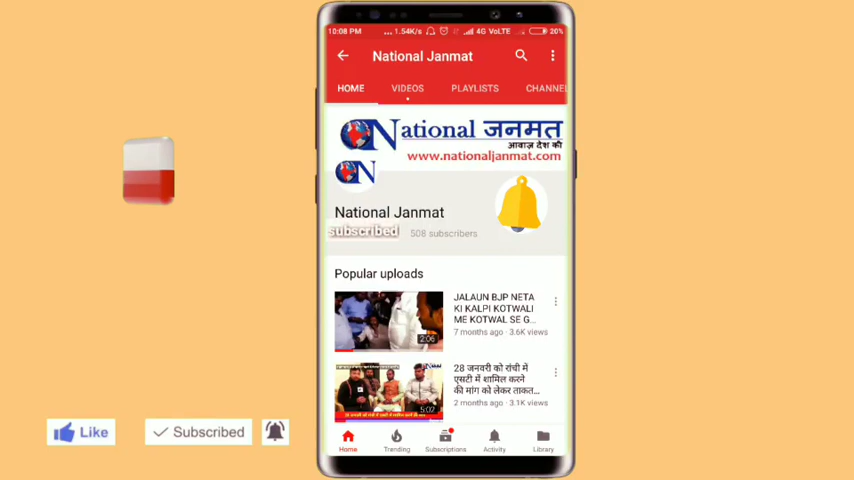 10:08 PM ... 1.54K/s 4G VoLTE 20%
National Janmat
HOME VIDEOS PLAYLISTS CHANNEL
National जनमत
आवाज़ देश की
www.nationaljanmat.com
N
National Janmat
subscribed 508 subscribers
Popular uploads
JALAUN BJP NETA
KI KALPI KOTWALI
ME KOTWAL SE G...
7 months ago · 3.6K views
2:06
28 जनवरी को रांची में
एसटी में शामिल करने
की मांग को लेकर ताकत...
2 months ago · 3.1K views
5:02
Like Subscribed
Home Trending Subscriptions Activity Library